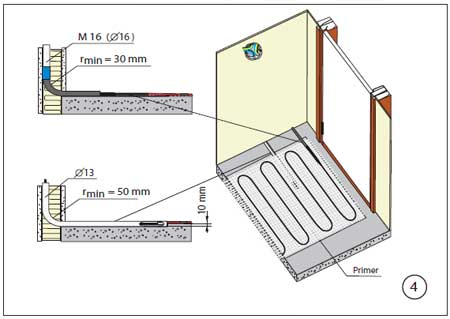 M 16 (∅16)
rmin = 30 mm
∅13
rmin = 50 mm
10 mm
Primer
4